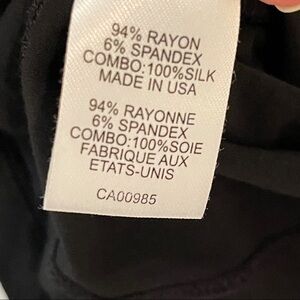 94% RAYON
6% SPANDEX
COMBO:100%SILK
MADE IN USA
94% RAYONNE
6% SPANDEX
COMBO:100%SOIE
FABRIQUE AUX
ETATS-UNIS
CA00985